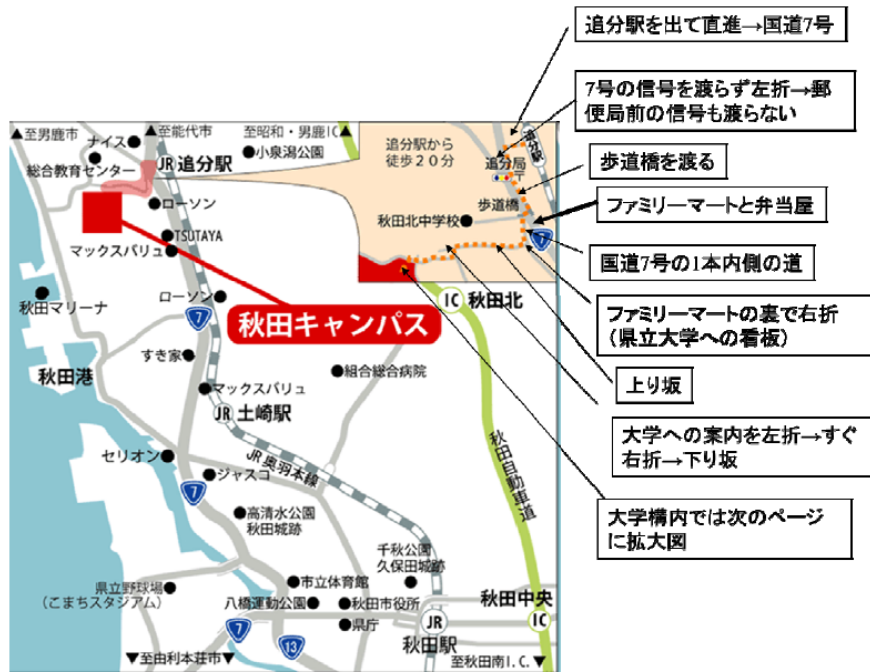 追分駅を出て直進→国道7号
7号の信号を渡らず左折→郵
便局前の信号も渡らない
歩道橋を渡る
ファミリーマートと弁当屋
国道7号の1本内側の道
ファミリーマートの裏で右折
(県立大学への看板)
上り坂
大学への案内を左折→すぐ
右折→下り坂
大学構内では次のページ
に拡大図
▲至男鹿市
▲至能代市
至昭和・男鹿IC▲
ナイス
JR 追分駅
小泉潟公園
総合教育センター
ローソン
TSUTAYA
マックスバリュ
追分駅から
徒歩20分
追分駅
追分局
〒
歩道橋
秋田北中学校
7
IC 秋田北
秋田マリーナ
ローソン
7
秋田キャンパス
すき家
秋田港
組合総合病院
マックスバリュ
JR 土崎駅
セリオン
JR奥羽本線
ジャスコ
秋田自動車道
7
高清水公園
秋田城跡
千秋公園
久保田城跡
県立野球場
(こまちスタジアム)
市立体育館
八橋運動公園
秋田市役所
県庁
秋田中央
IC
7
13
JR
秋田駅
▼至由利本荘市▼
至秋田南I.C.▼